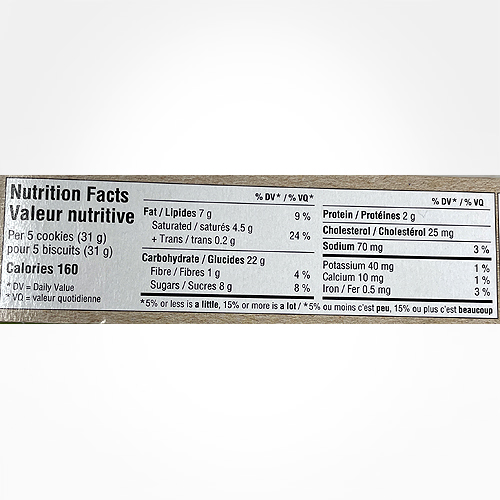 Nutrition Facts
Valeur nutritive
Per 5 cookies (31 g)
pour 5 biscuits (31 g)
Calories 160
* DV = Daily Value
* VQ = valeur quotidienne
% DV* / % VQ*
Fat / Lipides 7 g 9 %
Saturated / saturés 4.5 g
+ Trans / trans 0.2 g 24 %
Carbohydrate / Glucides 22 g
Fibre / Fibres 1 g 4 %
Sugars / Sucres 8 g 8 %
% DV* / % VQ
Protein / Protéines 2 g
Cholesterol / Cholestérol 25 mg
Sodium 70 mg 3 %
Potassium 40 mg 1 %
Calcium 10 mg 1 %
Iron / Fer 0.5 mg 3 %
*5% or less is a little, 15% or more is a lot / *5% ou moins c'est peu, 15% ou plus c'est beaucoup